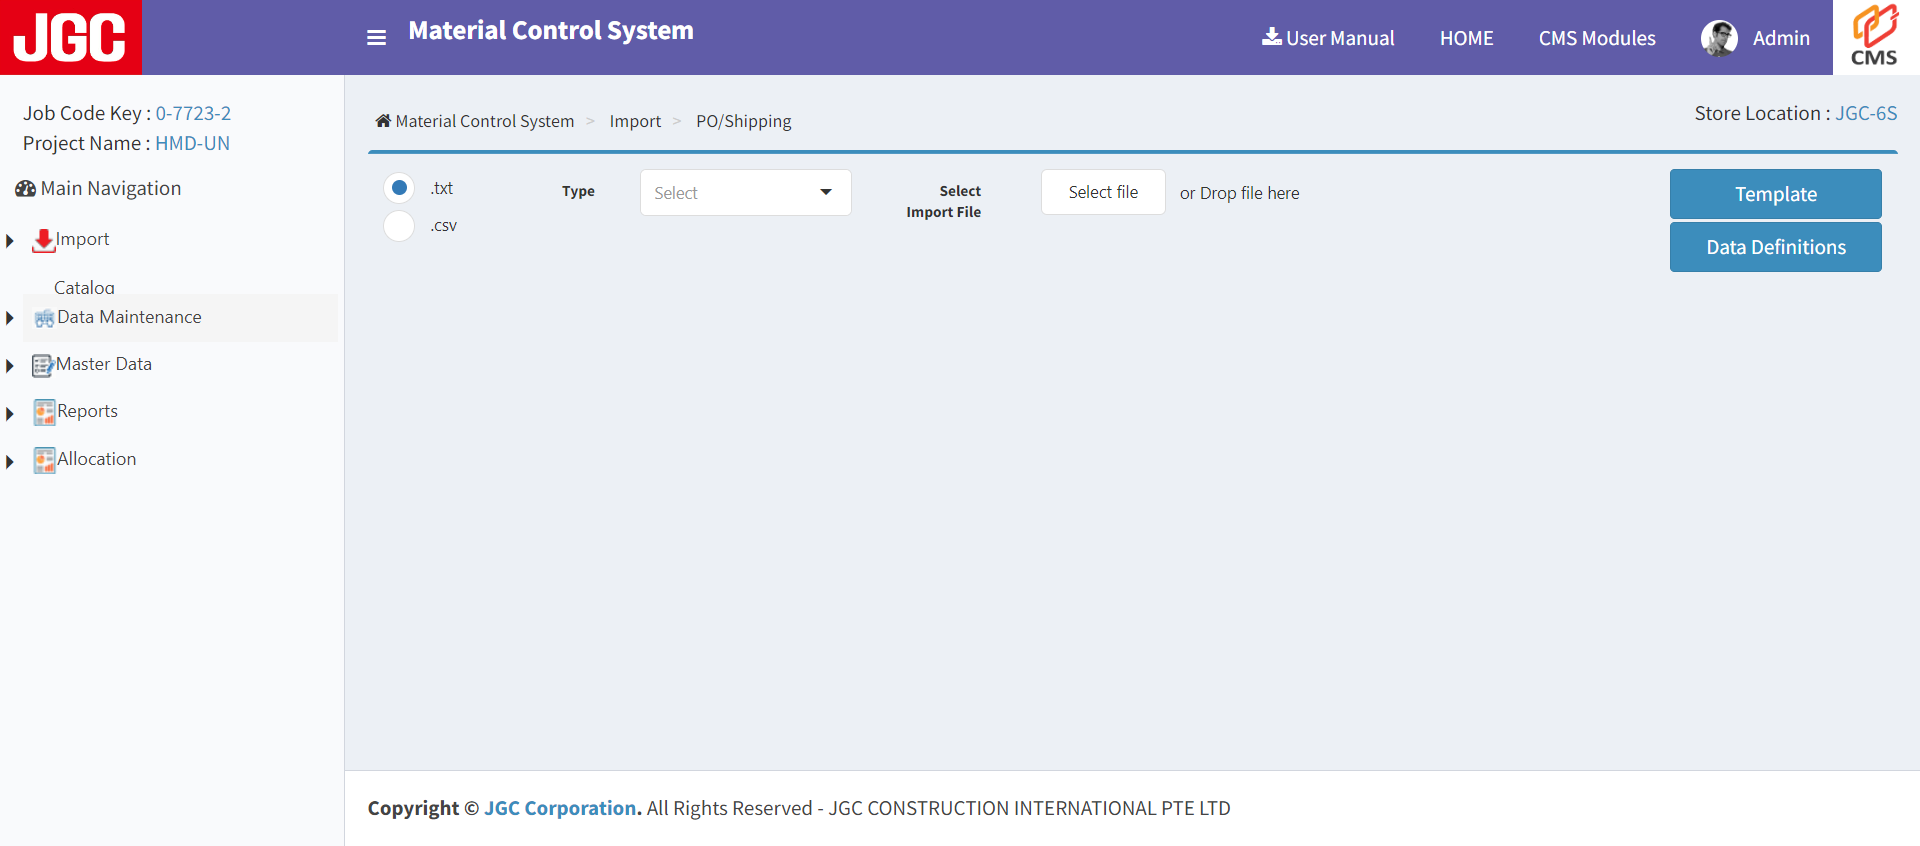 JGC
Material Control System
User Manual
HOME
CMS Modules
Admin
CMS
Job Code Key : 0-7723-2
Project Name : HMD-UN
Main Navigation
Import
Catalog
Data Maintenance
Master Data
Reports
Allocation
Material Control System > Import > PO/Shipping
Store Location : JGC-6S
.txt
.csv
Type
Select
Select
Import File
Select file
or Drop file here
Template
Data Definitions
Copyright © JGC Corporation. All Rights Reserved - JGC CONSTRUCTION INTERNATIONAL PTE LTD